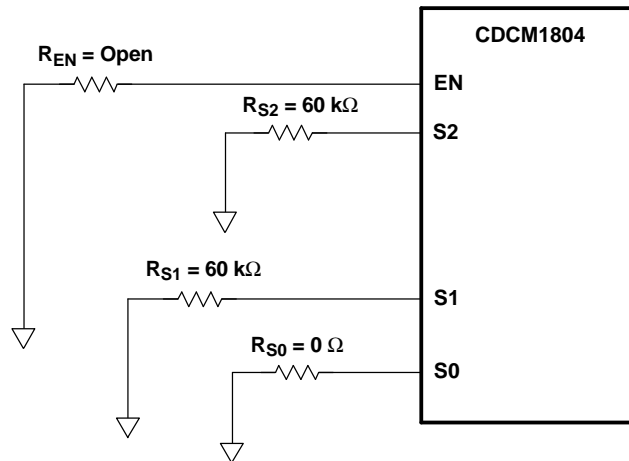 CDCM1804
R_EN = Open
EN
R_S2 = 60 kΩ
S2
R_S1 = 60 kΩ
S1
R_S0 = 0 Ω
S0